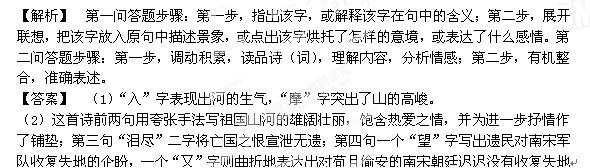 【解析】 第一问答题步骤：第一步，指出该字，或解释该字在句中的含义；第二步，展开
联想，把该字放入原句中描述景象，或点出该字烘托了怎样的意境，或表达了什么感情。第
二问答题步骤：第一步，调动积累，读品诗（词），理解内容，分析情感；第二步，有机整
合，准确表述。
【答案】 （1）“入”字表现出河的生气，“摩”字突出了山的高峻。
（2）这首诗前两句用夸张手法写祖国山河的雄阔壮丽，饱含热爱之情，并为进一步抒情作
了铺垫；第三句“泪尽”二字将亡国之恨宣泄无遗；第四句一个“望”字写出遗民对南宋军
队收复失地的企盼，一个“又”字则曲折地表达出对苟且偷安的南宋朝廷迟迟没有收复失地